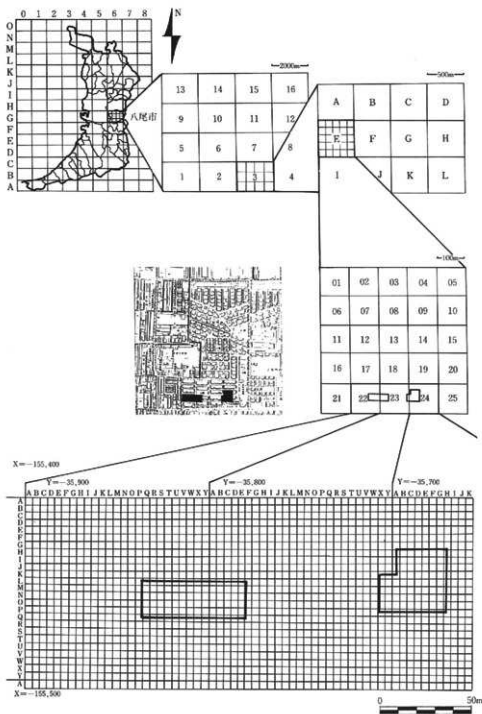 0 1 2 3 4 5 6 7 8
N
O
N
M
L
K
J
I
H
G
F
E
D
C
B
A
八尾市
2000m
13 14 15 16
9 10 11 12
5 6 7 8
1 2 3 4
500m
A B C D
E F G H
I J K L
100m
01 02 03 04 05
06 07 08 09 10
11 12 13 14 15
16 17 18 19 20
21 22 23 24 25
X=-155,400
Y=-35,900 Y=-35,800 Y=-35,700
A B C D E F G H I J K L M N O P Q R S T U V W X Y A B C D E F G H I J K L M N O P Q R S T U V W X Y A B C D E F G H I J K
A
B
C
D
E
F
G
H
I
J
K
L
M
N
O
P
Q
R
S
T
U
V
W
X
Y
A
X=-155,500
0 50m